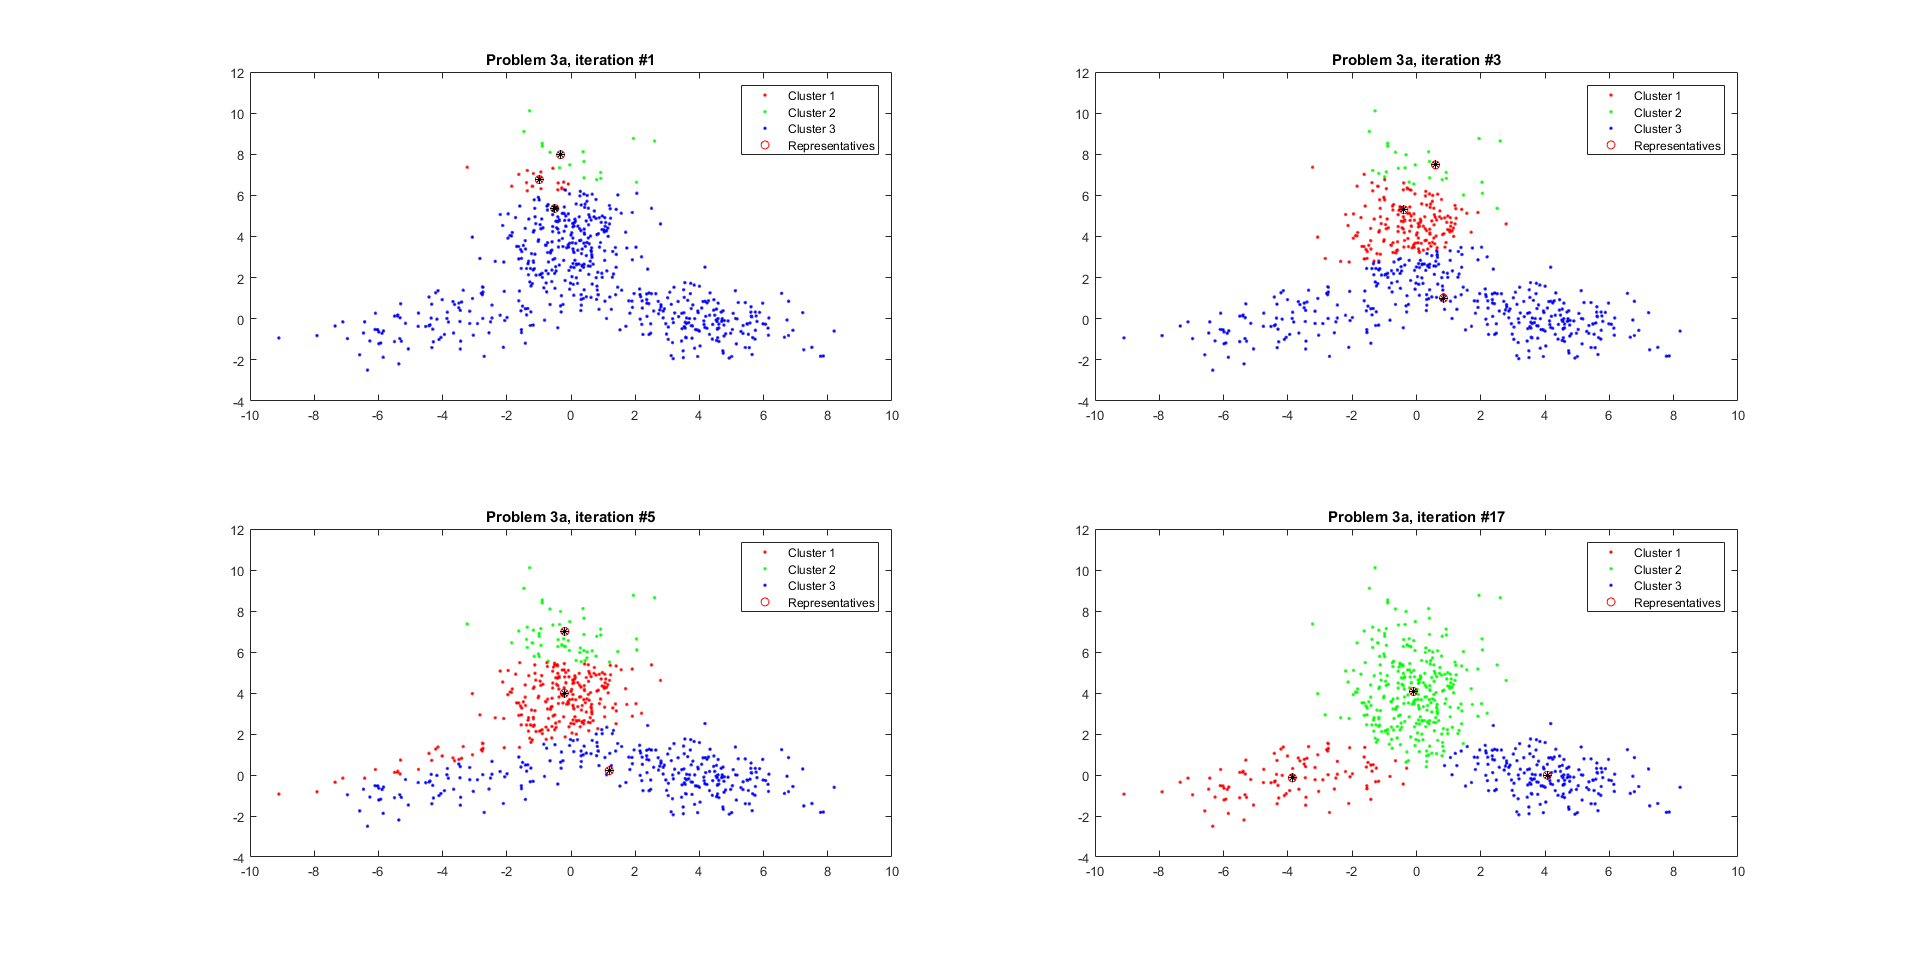 Problem 3a, iteration #1
12
10
8
6
4
2
0
-2
-4
-10 -8 -6 -4 -2 0 2 4 6 8 10
Cluster 1
Cluster 2
Cluster 3
Representatives
Problem 3a, iteration #3
12
10
8
6
4
2
0
-2
-4
-10 -8 -6 -4 -2 0 2 4 6 8 10
Cluster 1
Cluster 2
Cluster 3
Representatives
Problem 3a, iteration #5
12
10
8
6
4
2
0
-2
-4
-10 -8 -6 -4 -2 0 2 4 6 8 10
Cluster 1
Cluster 2
Cluster 3
Representatives
Problem 3a, iteration #17
12
10
8
6
4
2
0
-2
-4
-10 -8 -6 -4 -2 0 2 4 6 8 10
Cluster 1
Cluster 2
Cluster 3
Representatives